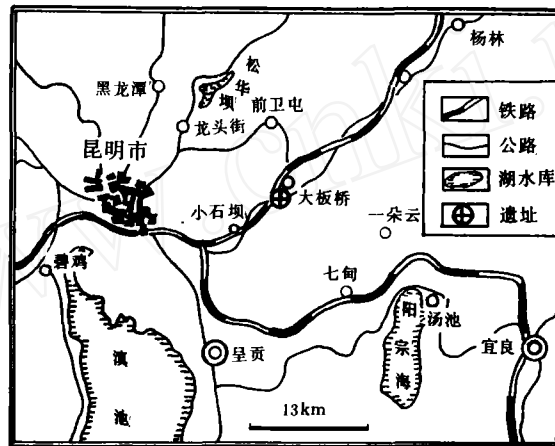 杨林
松华坝
黑龙潭
前卫屯
龙头街
昆明市
铁路
公路
湖水库
遗址
大板桥
小石坝
一朵云
碧鸡
七甸
阳宗海
汤池
宜良
呈贡
滇池
13km
www.cnki